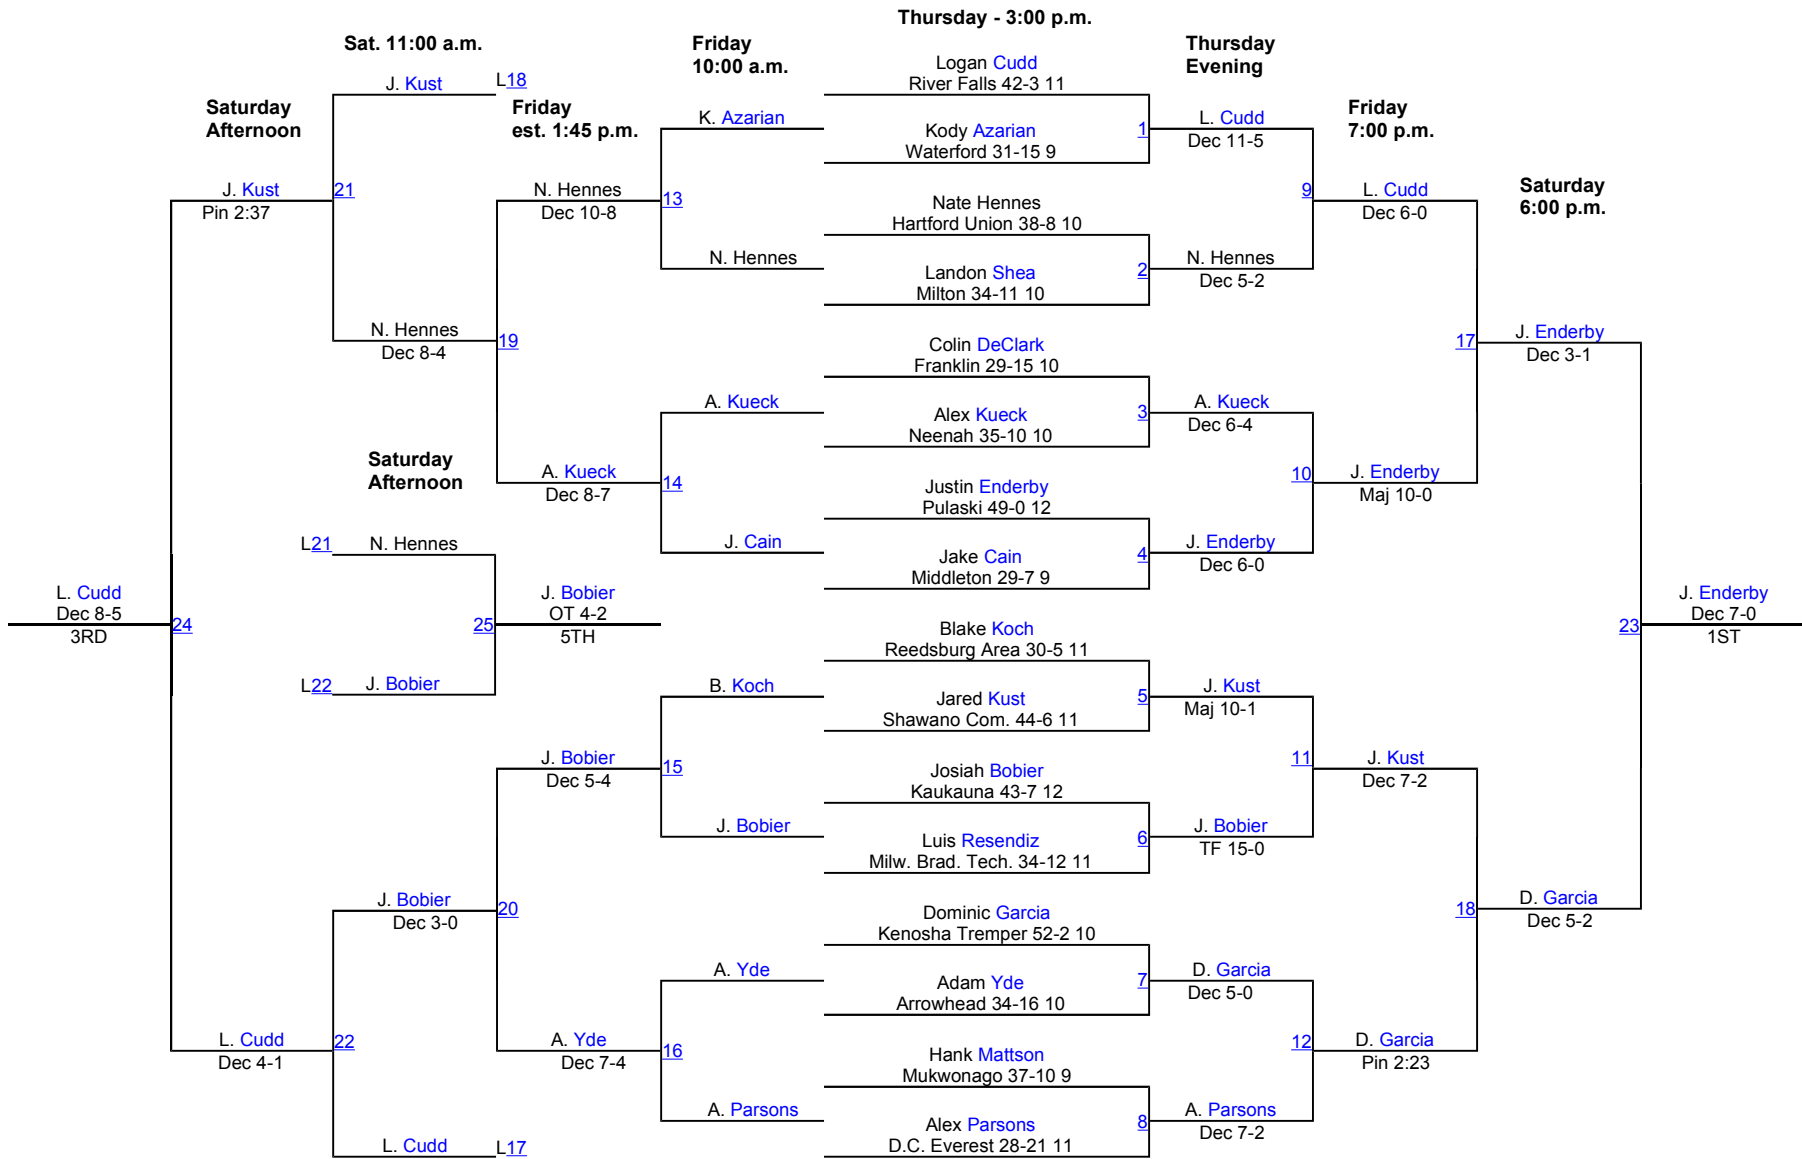 Thursday - 3:00 p.m.
Sat. 11:00 a.m.
Friday
10:00 a.m.
Thursday
Evening
Logan Cudd
River Falls 42-3 11
J. Kust L18
Saturday
Afternoon
Friday
est. 1:45 p.m.
Friday
7:00 p.m.
K. Azarian
Kody Azarian
Waterford 31-15 9
1
L. Cudd
Dec 11-5
J. Kust
Pin 2:37
21
N. Hennes
Dec 10-8
13
Nate Hennes
Hartford Union 38-8 10
9
L. Cudd
Dec 6-0
Saturday
6:00 p.m.
N. Hennes
Landon Shea
Milton 34-11 10
2
N. Hennes
Dec 5-2
N. Hennes
Dec 8-4
19
Colin DeClark
Franklin 29-15 10
17
J. Enderby
Dec 3-1
A. Kueck
Alex Kueck
Neenah 35-10 10
3
A. Kueck
Dec 6-4
Saturday
Afternoon
A. Kueck
Dec 8-7
14
Justin Enderby
Pulaski 49-0 12
10
J. Enderby
Maj 10-0
L21 N. Hennes
J. Cain
Jake Cain
Middleton 29-7 9
4
J. Enderby
Dec 6-0
L. Cudd
Dec 8-5
3RD
24
25
J. Bobier
OT 4-2
5TH
Blake Koch
Reedsburg Area 30-5 11
23
J. Enderby
Dec 7-0
1ST
L22 J. Bobier
B. Koch
Jared Kust
Shawano Com. 44-6 11
5
J. Kust
Maj 10-1
J. Bobier
Dec 5-4
15
Josiah Bobier
Kaukauna 43-7 12
11
J. Kust
Dec 7-2
J. Bobier
Luis Resendiz
Milw. Brad. Tech. 34-12 11
6
J. Bobier
TF 15-0
J. Bobier
Dec 3-0
20
Dominic Garcia
Kenosha Tremper 52-2 10
18
D. Garcia
Dec 5-2
A. Yde
Adam Yde
Arrowhead 34-16 10
7
D. Garcia
Dec 5-0
L. Cudd
Dec 4-1
22
A. Yde
Dec 7-4
16
Hank Mattson
Mukwonago 37-10 9
12
D. Garcia
Pin 2:23
A. Parsons
Alex Parsons
D.C. Everest 28-21 11
8
A. Parsons
Dec 7-2
L. Cudd L17